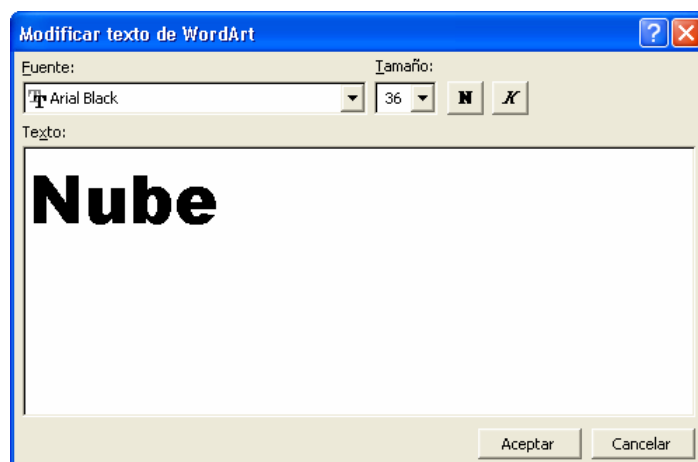 Modificar texto de WordArt
Fuente: Tamaño:
Arial Black 36 N K
Texto:
Nube
Aceptar Cancelar